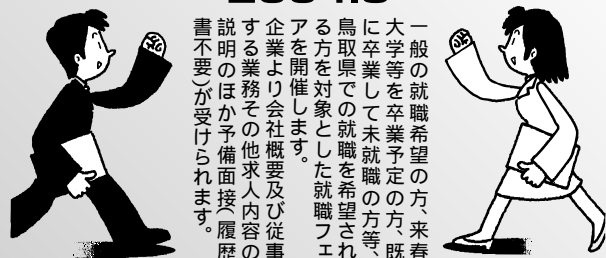 一般の就職希望の方、来春
大学等を卒業予定の方、既
に卒業して未就職の方等、
鳥取県での就職を希望され
る方を対象とした就職フェ
アを開催します。
企業より会社概要及び従事
する業務その他求人内容の
説明のほか予備面接（履歴
書不要）が受けられます。